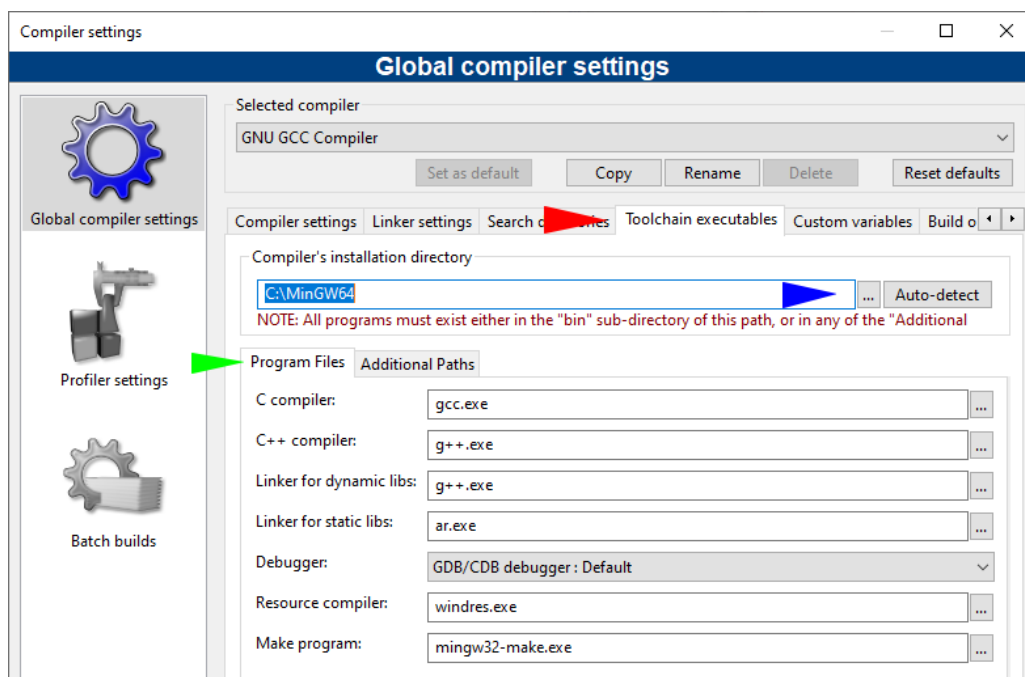 Compiler settings
Global compiler settings
Selected compiler
GNU GCC Compiler
Set as default Copy Rename Delete Reset defaults
Global compiler settings
Compiler settings Linker settings Search Toolchain executables Custom variables Build o
Compiler's installation directory
C:\MinGW64 ... Auto-detect
NOTE: All programs must exist either in the "bin" sub-directory of this path, or in any of the "Additional
Profiler settings
Program Files Additional Paths
C compiler: gcc.exe ...
C++ compiler: g++.exe ...
Linker for dynamic libs: g++.exe ...
Linker for static libs: ar.exe ...
Batch builds
Debugger: GDB/CDB debugger : Default
Resource compiler: windres.exe ...
Make program: mingw32-make.exe ...